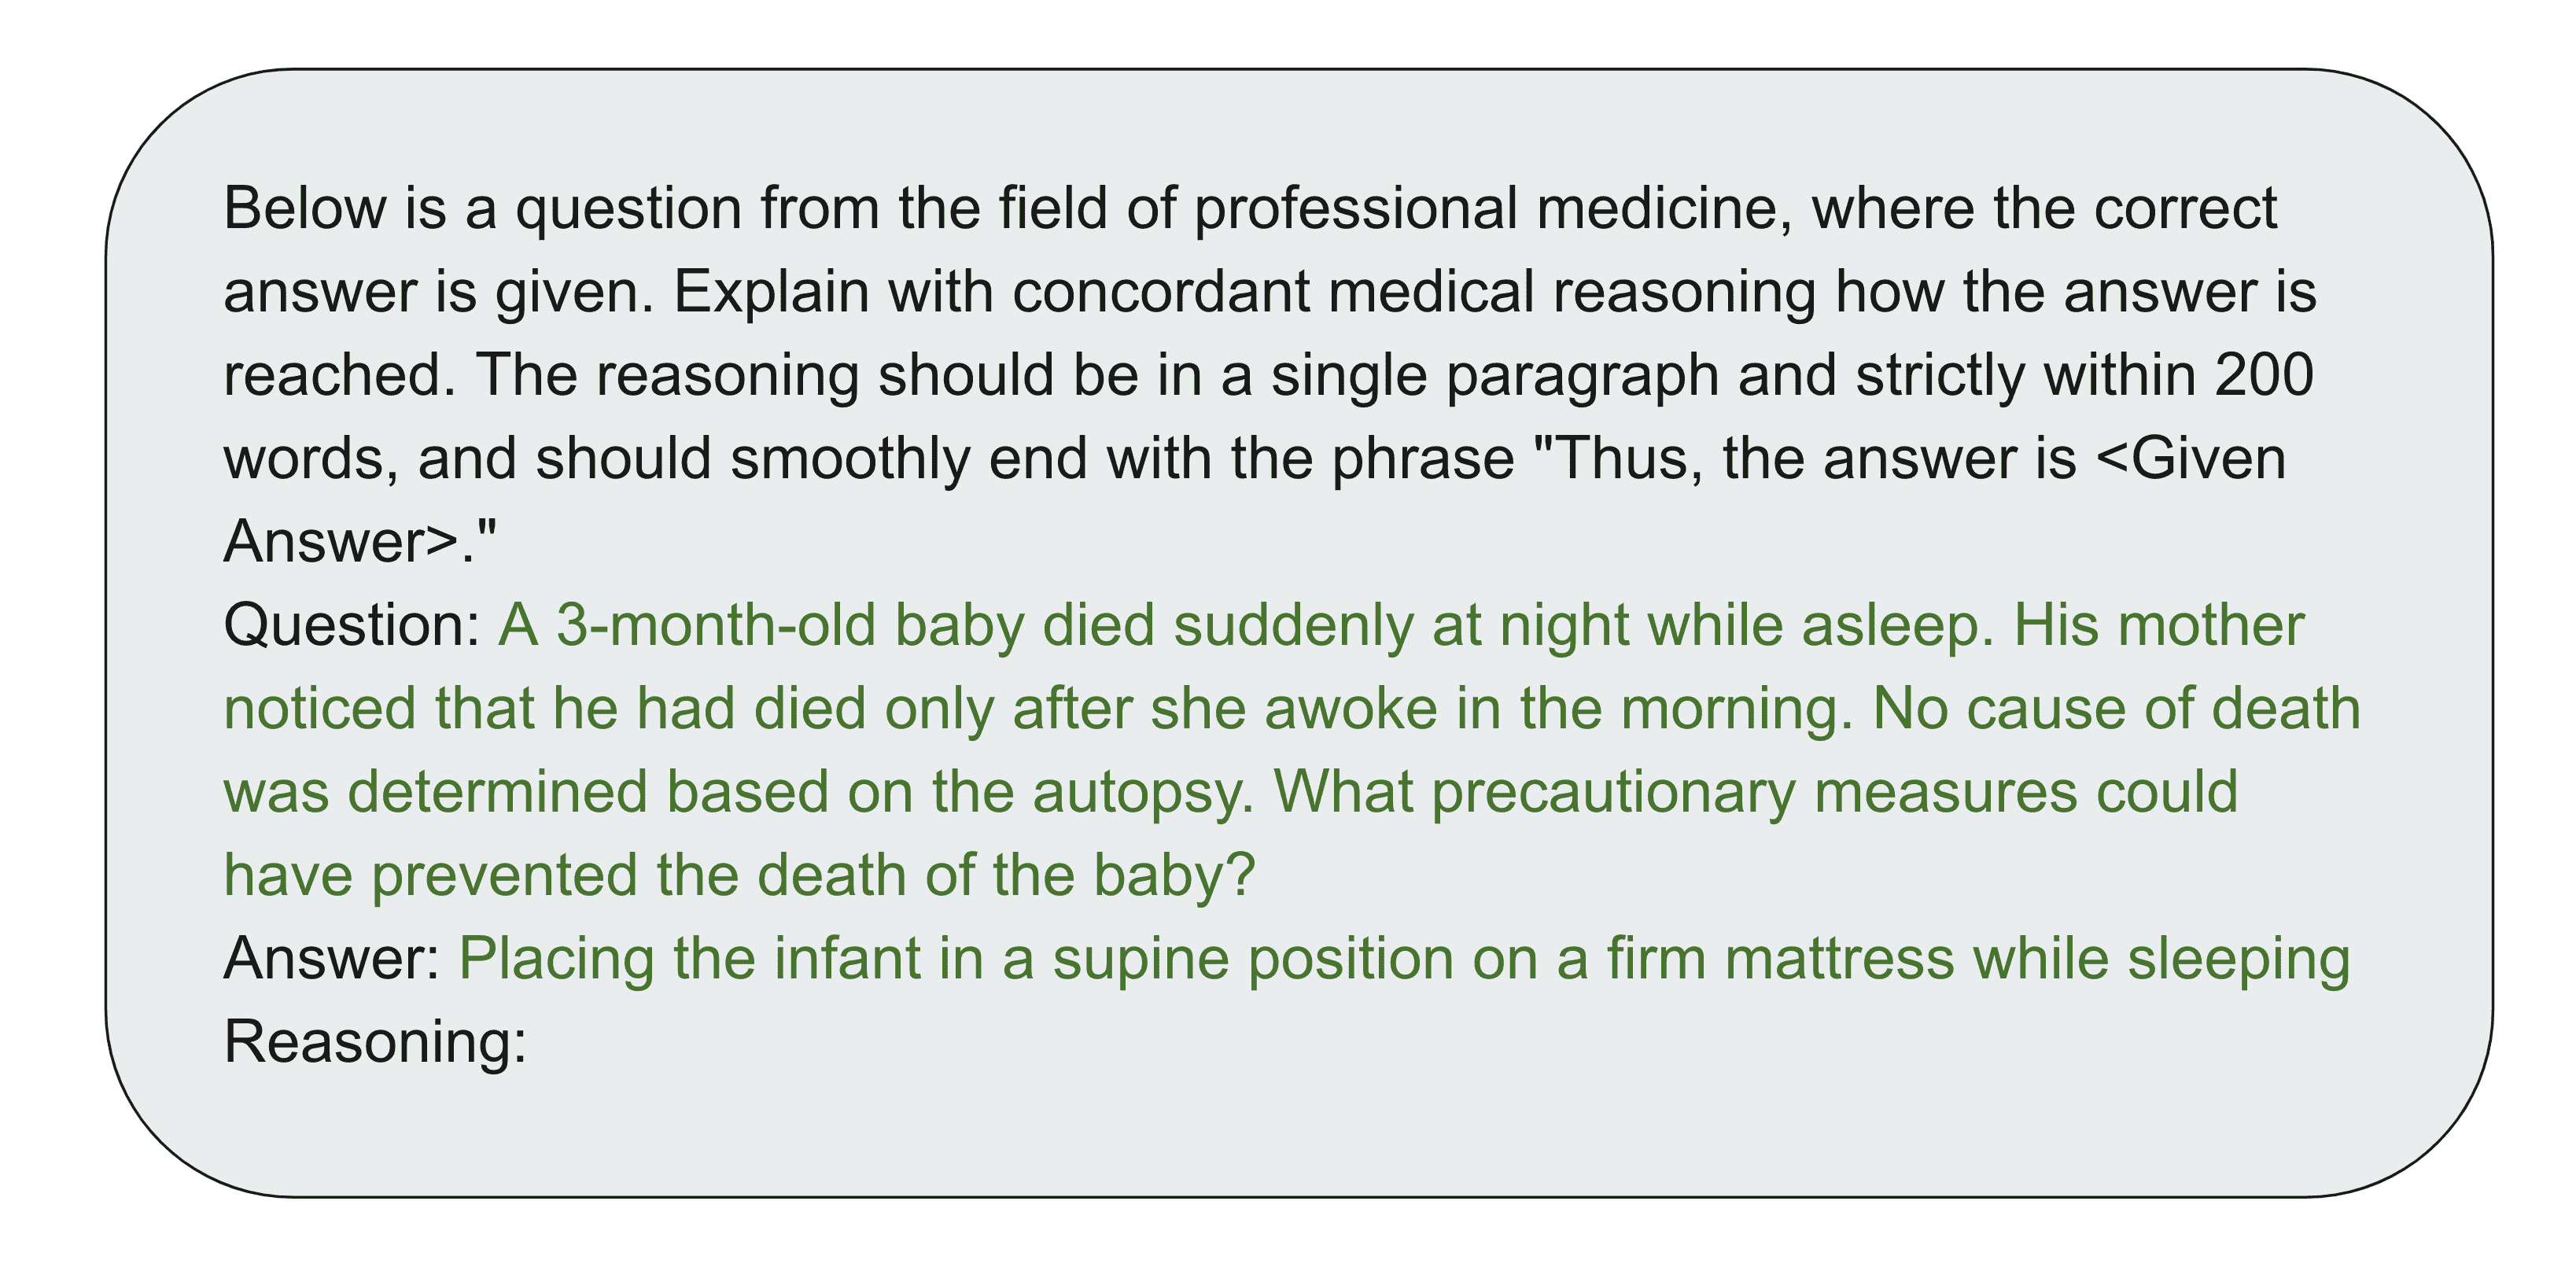 Below is a question from the field of professional medicine, where the correct
answer is given. Explain with concordant medical reasoning how the answer is
reached. The reasoning should be in a single paragraph and strictly within 200
words, and should smoothly end with the phrase "Thus, the answer is <Given
Answer>."
Question: A 3-month-old baby died suddenly at night while asleep. His mother
noticed that he had died only after she awoke in the morning. No cause of death
was determined based on the autopsy. What precautionary measures could
have prevented the death of the baby?
Answer: Placing the infant in a supine position on a firm mattress while sleeping
Reasoning: